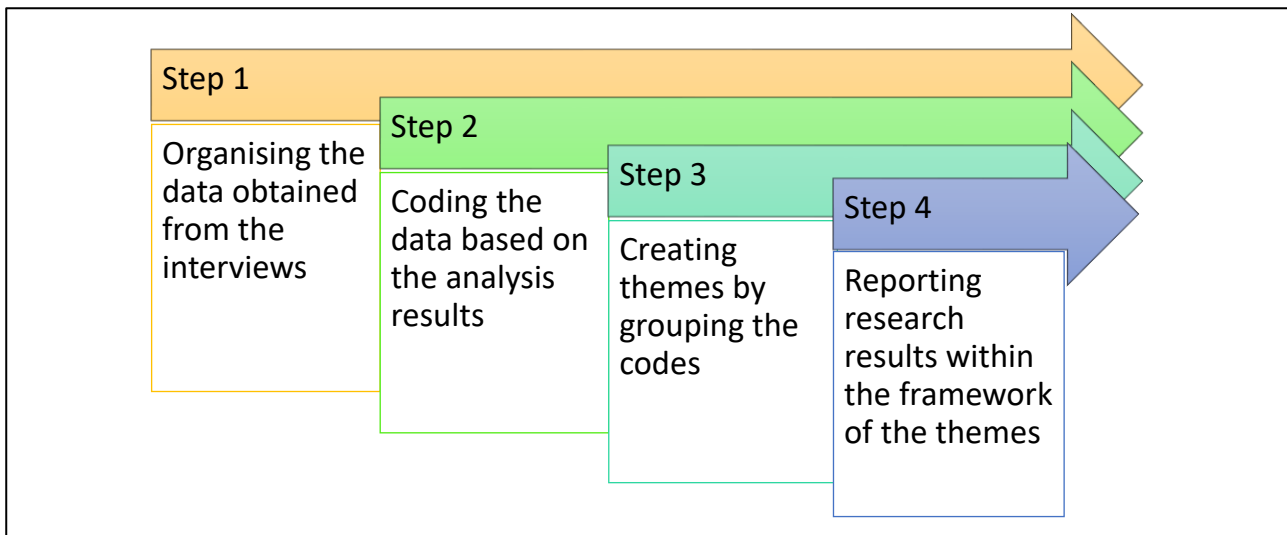 Step 1
Organising the
data obtained
from the
interviews
Step 2
Coding the
data based on
the analysis
results
Step 3
Creating
themes by
grouping the
codes
Step 4
Reporting
research
results within
the framework
of the themes